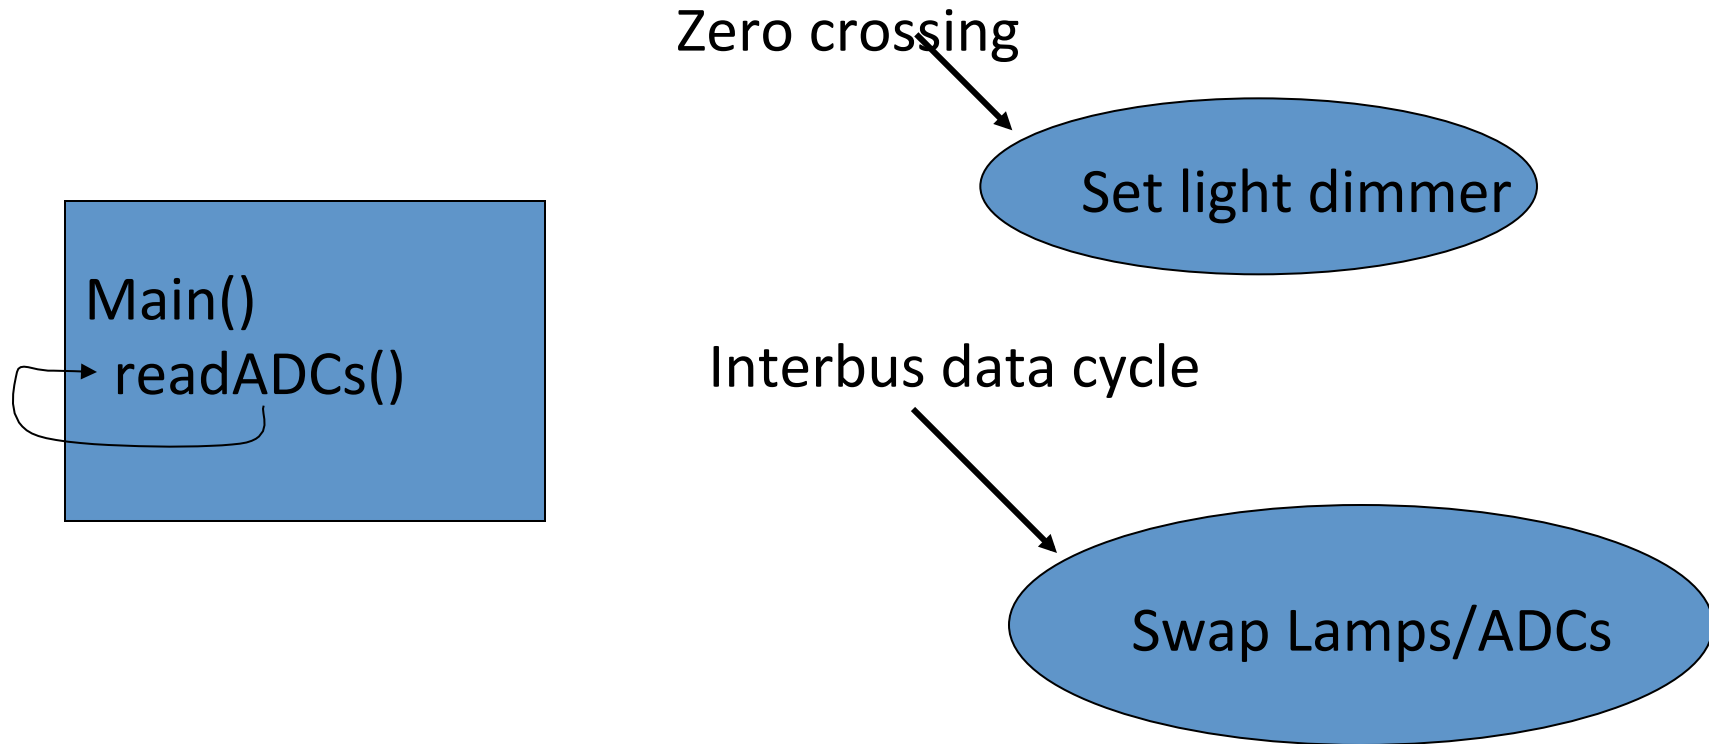 Zero crossing
Set light dimmer
Main()
readADCs()
Interbus data cycle
Swap Lamps/ADCs